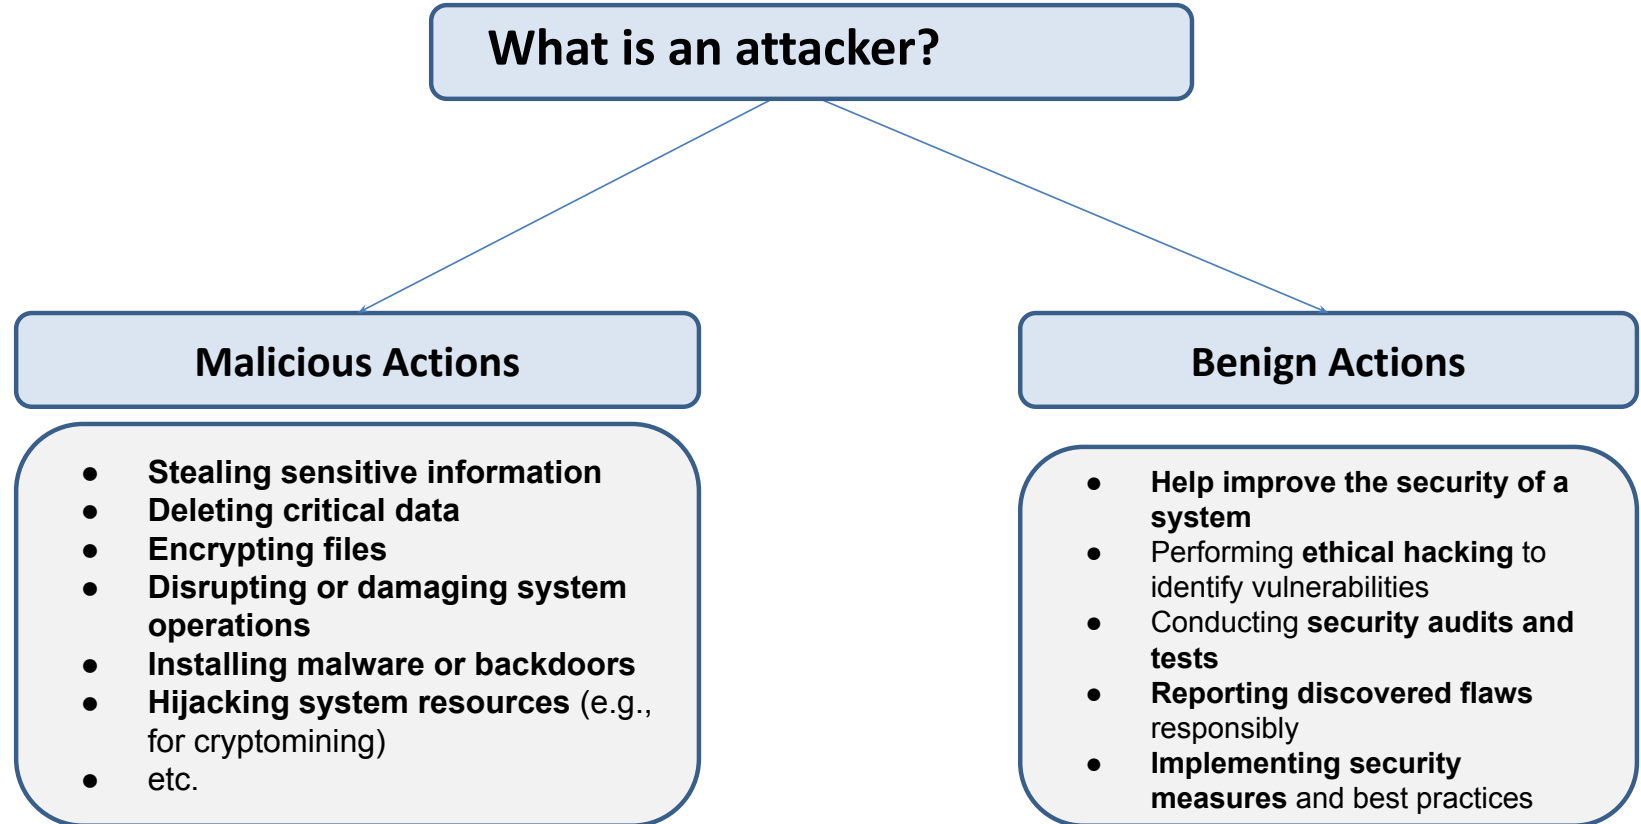 What is an attacker?
Malicious Actions
● Stealing sensitive information
● Deleting critical data
● Encrypting files
● Disrupting or damaging system
operations
● Installing malware or backdoors
● Hijacking system resources (e.g.,
for cryptomining)
● etc.
Benign Actions
● Help improve the security of a
system
● Performing ethical hacking to
identify vulnerabilities
● Conducting security audits and
tests
● Reporting discovered flaws
responsibly
● Implementing security
measures and best practices